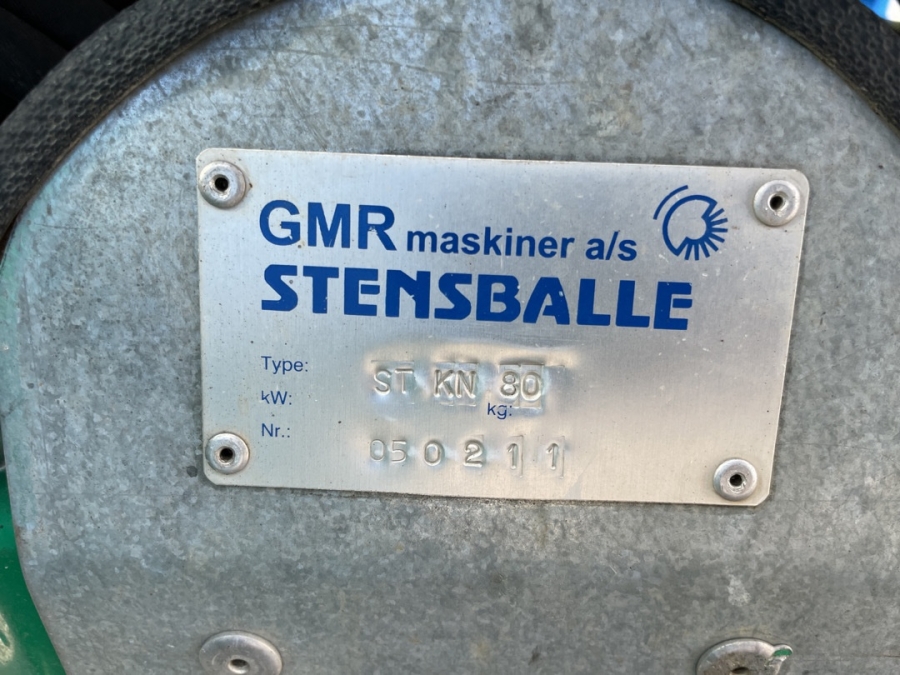 GMR maskiner a/s
STENSBALLE
Type: ST KN 80
kW: kg:
Nr.: 050211